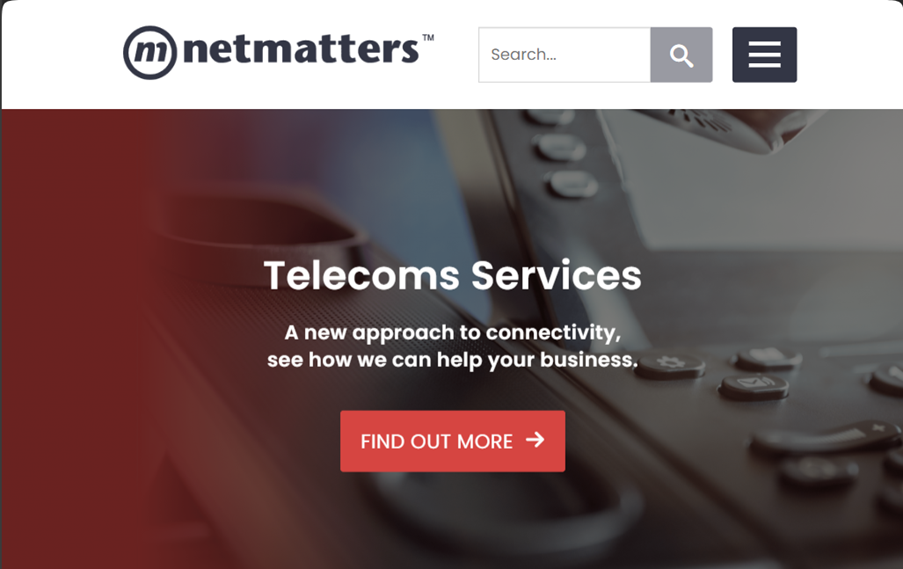 m netmatters™
Search...
Telecoms Services
A new approach to connectivity,
see how we can help your business.
FIND OUT MORE →